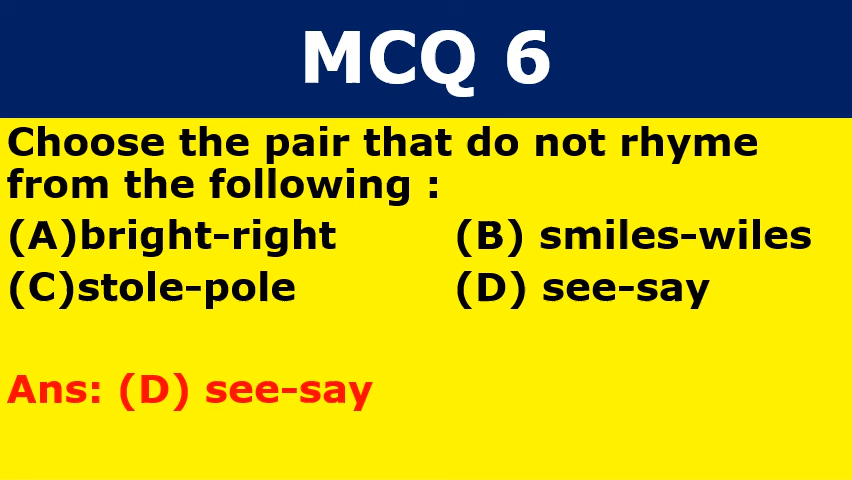 MCQ 6
Choose the pair that do not rhyme
from the following :
(A)bright–right (B) smiles–wiles
(C)stole–pole (D) see–say
Ans: (D) see–say